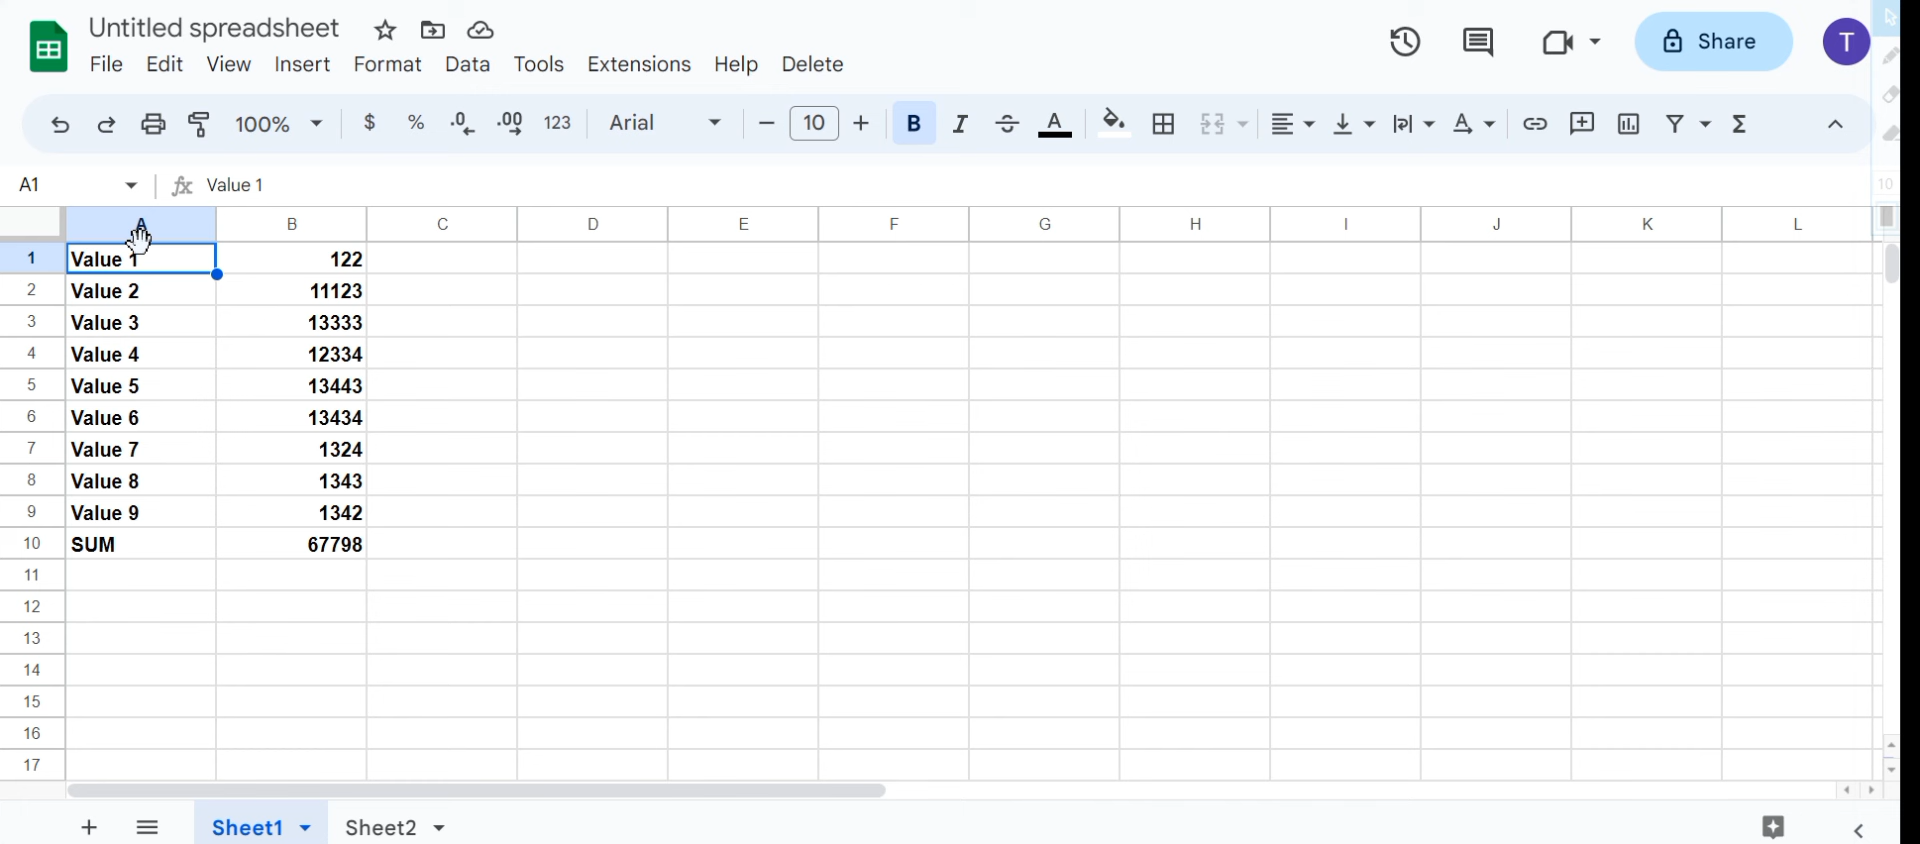 Untitled spreadsheet
File Edit View Insert Format Data Tools Extensions Help Delete
Share
T
100% $ % .0 .00 123 Arial 10 B I A A Σ
10
A1 fx Value 1
A B C D E F G H I J K L
1 Value 1 122
2 Value 2 11123
3 Value 3 13333
4 Value 4 12334
5 Value 5 13443
6 Value 6 13434
7 Value 7 1324
8 Value 8 1343
9 Value 9 1342
10 SUM 67798
11
12
13
14
15
16
17
Sheet1 Sheet2